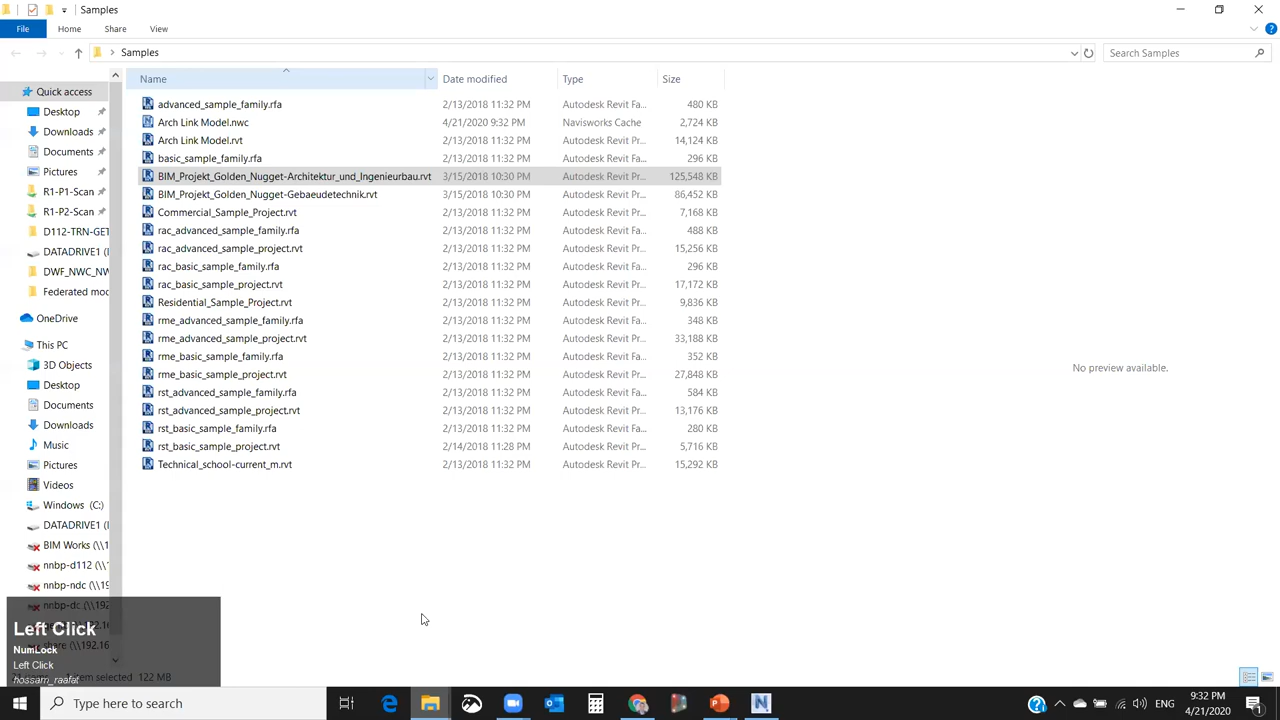 Samples
File Home Share View
Samples
Search Samples
Name Date modified Type Size
Quick access
Desktop
Downloads
Documents
Pictures
R1-P1-Scan
R1-P2-Scan
D112-TRN-GET
DATADRIVE1 (
DWF_NWC_NW
Federated mod
OneDrive
This PC
3D Objects
Desktop
Documents
Downloads
Music
Pictures
Videos
Windows (C:)
DATADRIVE1 (
BIM Works (\\1
nnbp-d112 (\\
nnbp-ndc (\\19
nnbp-dc (\\192
share (\\192.16
advanced_sample_family.rfa 2/13/2018 11:32 PM Autodesk Revit Fa... 480 KB
Arch Link Model.nwc 4/21/2020 9:32 PM Navisworks Cache 2,724 KB
Arch Link Model.rvt 2/13/2018 11:32 PM Autodesk Revit Pr... 14,124 KB
basic_sample_family.rfa 2/13/2018 11:32 PM Autodesk Revit Fa... 296 KB
BIM_Projekt_Golden_Nugget-Architektur_und_Ingenieurbau.rvt 3/15/2018 10:30 PM Autodesk Revit Pr... 125,548 KB
BIM_Projekt_Golden_Nugget-Gebaeudetechnik.rvt 3/15/2018 10:30 PM Autodesk Revit Pr... 86,452 KB
Commercial_Sample_Project.rvt 2/13/2018 11:32 PM Autodesk Revit Pr... 7,168 KB
rac_advanced_sample_family.rfa 2/13/2018 11:32 PM Autodesk Revit Fa... 488 KB
rac_advanced_sample_project.rvt 2/13/2018 11:32 PM Autodesk Revit Pr... 15,256 KB
rac_basic_sample_family.rfa 2/13/2018 11:32 PM Autodesk Revit Fa... 296 KB
rac_basic_sample_project.rvt 2/13/2018 11:32 PM Autodesk Revit Pr... 17,172 KB
Residential_Sample_Project.rvt 2/13/2018 11:32 PM Autodesk Revit Pr... 9,836 KB
rme_advanced_sample_family.rfa 2/13/2018 11:32 PM Autodesk Revit Fa... 348 KB
rme_advanced_sample_project.rvt 2/13/2018 11:32 PM Autodesk Revit Pr... 33,188 KB
rme_basic_sample_family.rfa 2/13/2018 11:32 PM Autodesk Revit Fa... 352 KB
rme_basic_sample_project.rvt 2/13/2018 11:32 PM Autodesk Revit Pr... 27,848 KB
rst_advanced_sample_family.rfa 2/13/2018 11:32 PM Autodesk Revit Fa... 584 KB
rst_advanced_sample_project.rvt 2/13/2018 11:32 PM Autodesk Revit Pr... 13,176 KB
rst_basic_sample_family.rfa 2/13/2018 11:32 PM Autodesk Revit Fa... 280 KB
rst_basic_sample_project.rvt 2/14/2018 11:28 PM Autodesk Revit Pr... 5,716 KB
Technical_school-current_m.rvt 2/13/2018 11:32 PM Autodesk Revit Pr... 15,292 KB
No preview available.
Left Click
NumLock
Left Click
hossam_raafat
item selected 122 MB
Type here to search
ENG
9:32 PM
4/21/2020